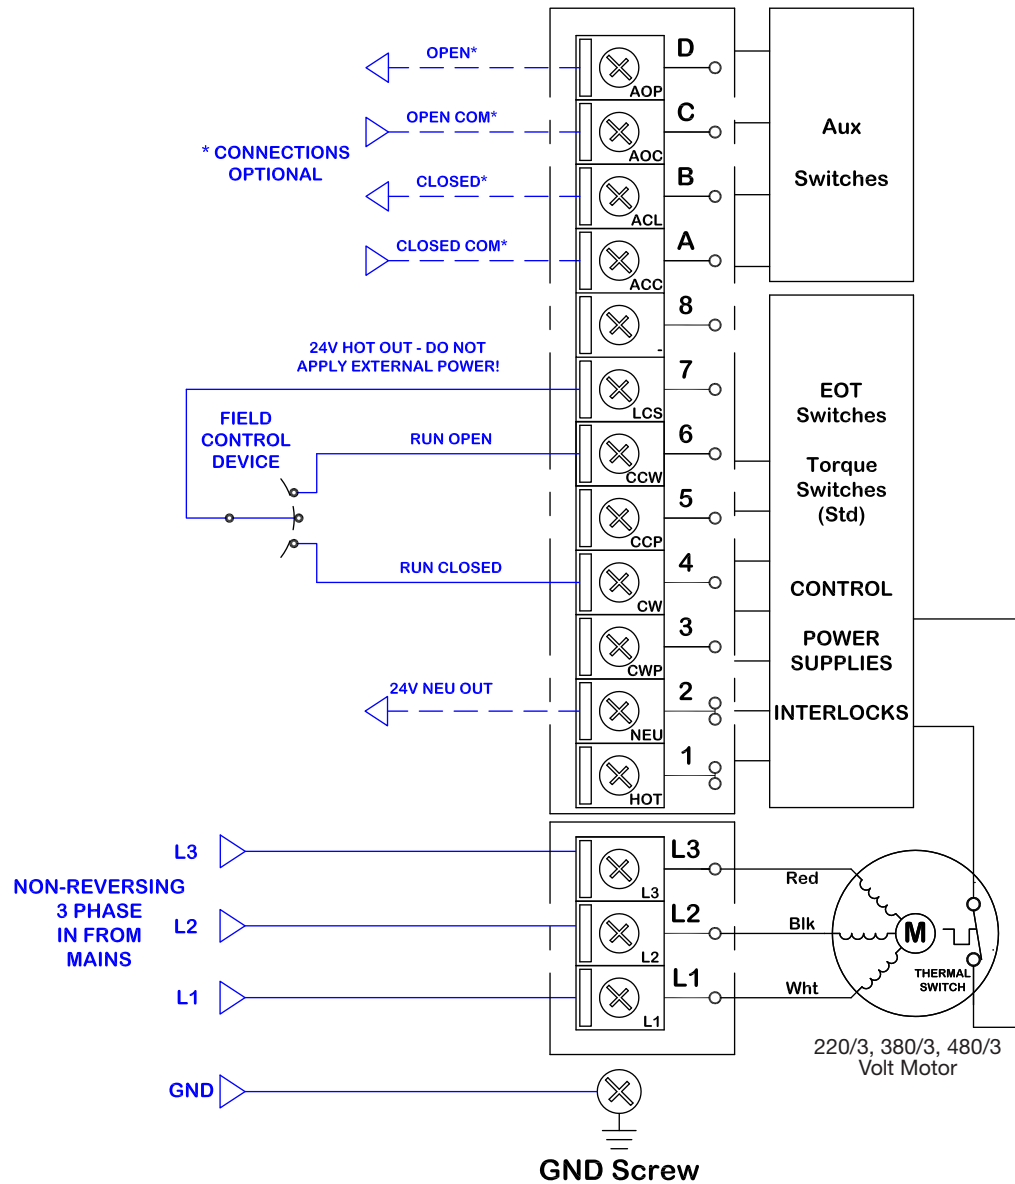 OPEN*
D
AOP
OPEN COM*
C
AOC
* CONNECTIONS
OPTIONAL
CLOSED*
B
ACL
CLOSED COM*
A
ACC
Aux
Switches
8
-
24V HOT OUT - DO NOT
APPLY EXTERNAL POWER!
7
LCS
FIELD
CONTROL
DEVICE
RUN OPEN
6
CCW
5
CCP
RUN CLOSED
4
CW
3
CWP
24V NEU OUT
2
NEU
1
HOT
EOT
Switches
Torque
Switches
(Std)
CONTROL
POWER
SUPPLIES
INTERLOCKS
NON-REVERSING
3 PHASE
IN FROM
MAINS
L3
L3
L3
Red
L2
L2
L2
Blk
L1
L1
L1
Wht
M
THERMAL
SWITCH
220/3, 380/3, 480/3
Volt Motor
GND
GND Screw